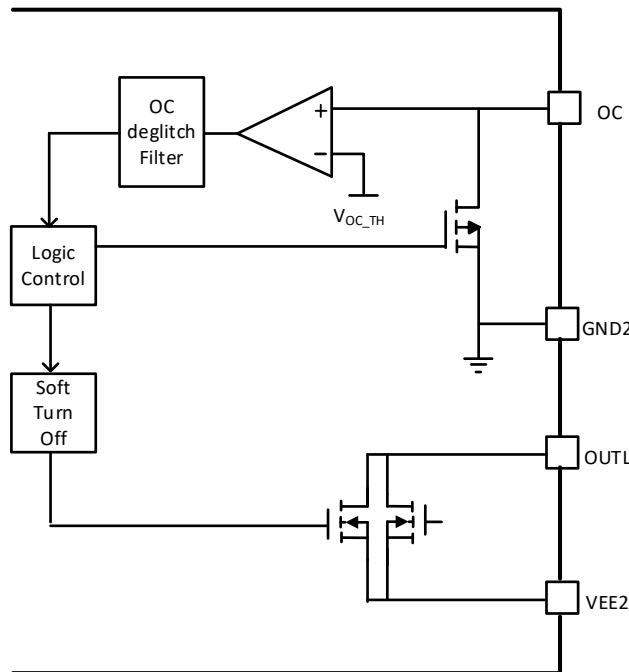 OC
deglitch
Filter
+
−
OC
V_OC_TH
Logic
Control
GND2
Soft
Turn
Off
OUTL
VEE2